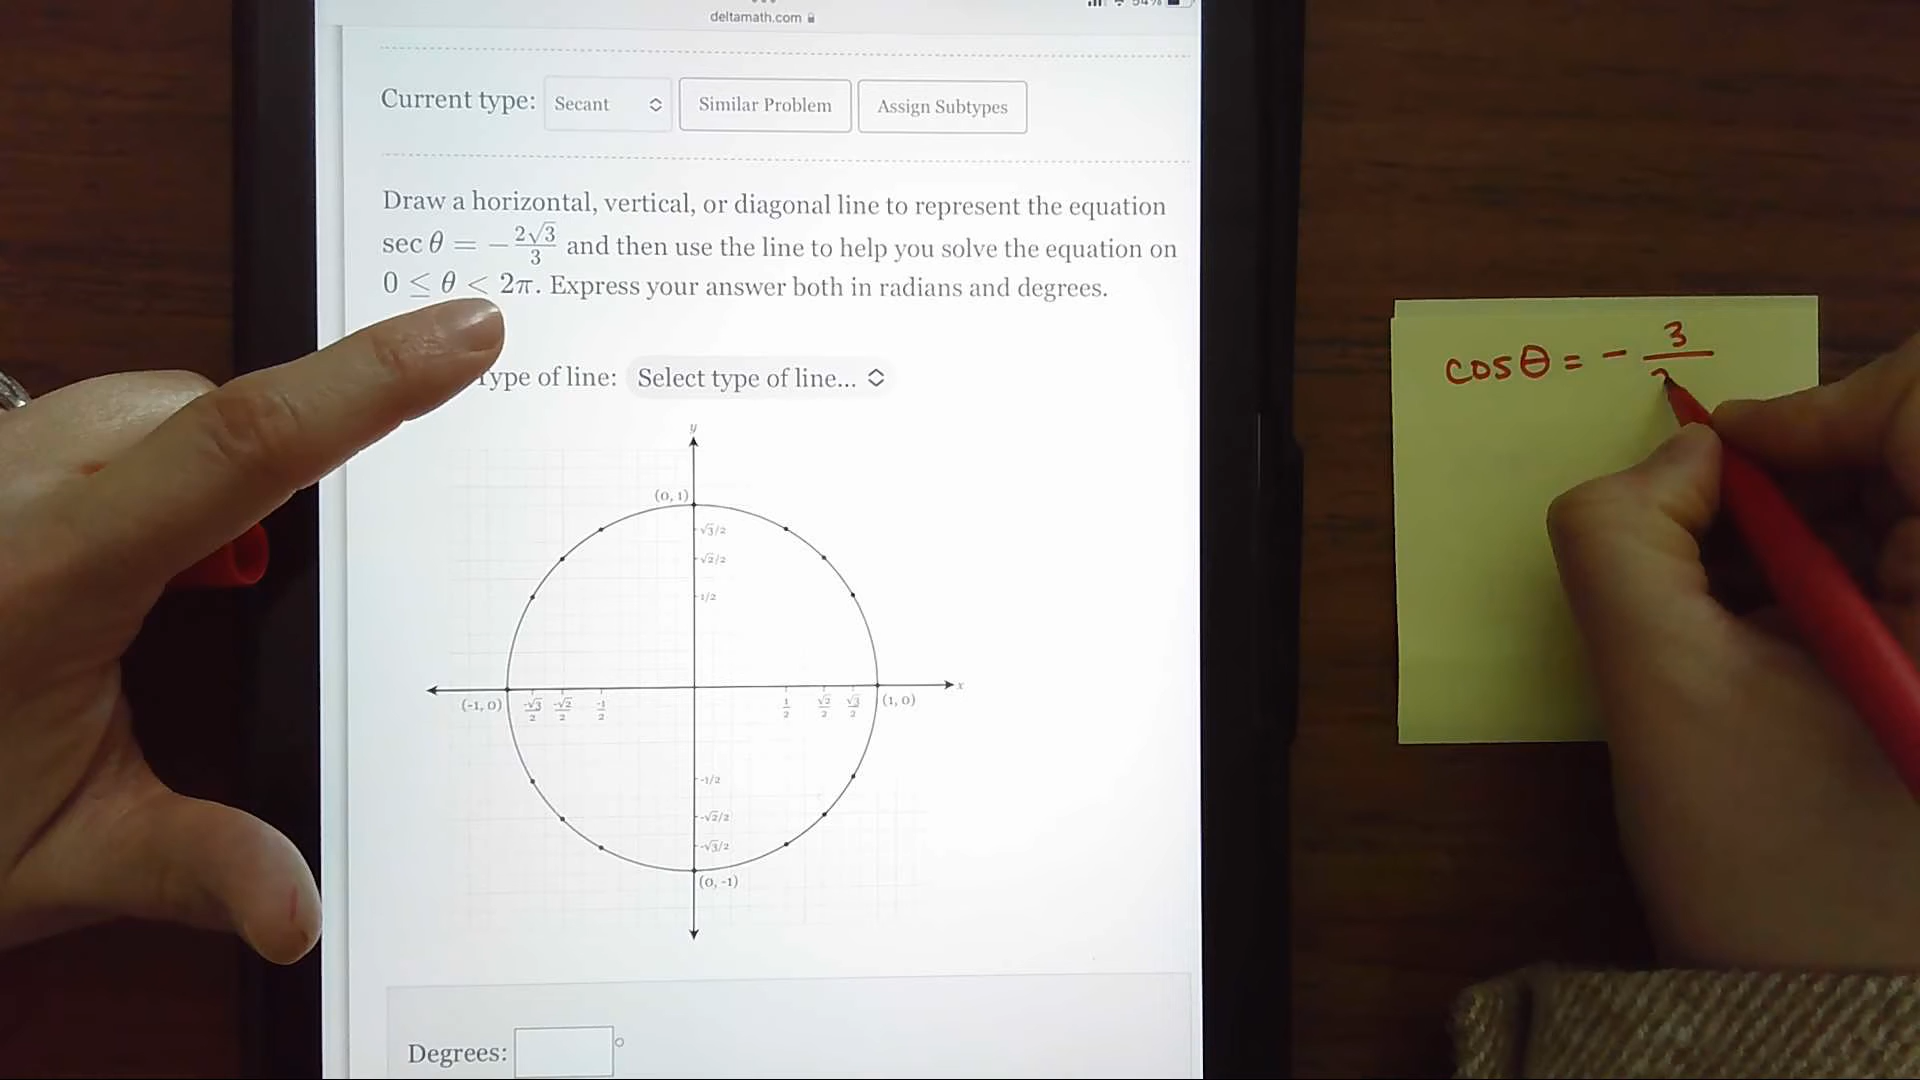 deltamath.com
54%
Current type: Secant Similar Problem Assign Subtypes
Draw a horizontal, vertical, or diagonal line to represent the equation
sec θ = − 2√3/3 and then use the line to help you solve the equation on
0 ≤ θ < 2π. Express your answer both in radians and degrees.
Type of line: Select type of line...
y
(0, 1)
√3/2
√2/2
1/2
x
(-1, 0) -√3/2 -√2/2 -1/2 1/2 √2/2 √3/2 (1, 0)
-1/2
-√2/2
-√3/2
(0, -1)
Degrees: °
cosθ = - 3/2